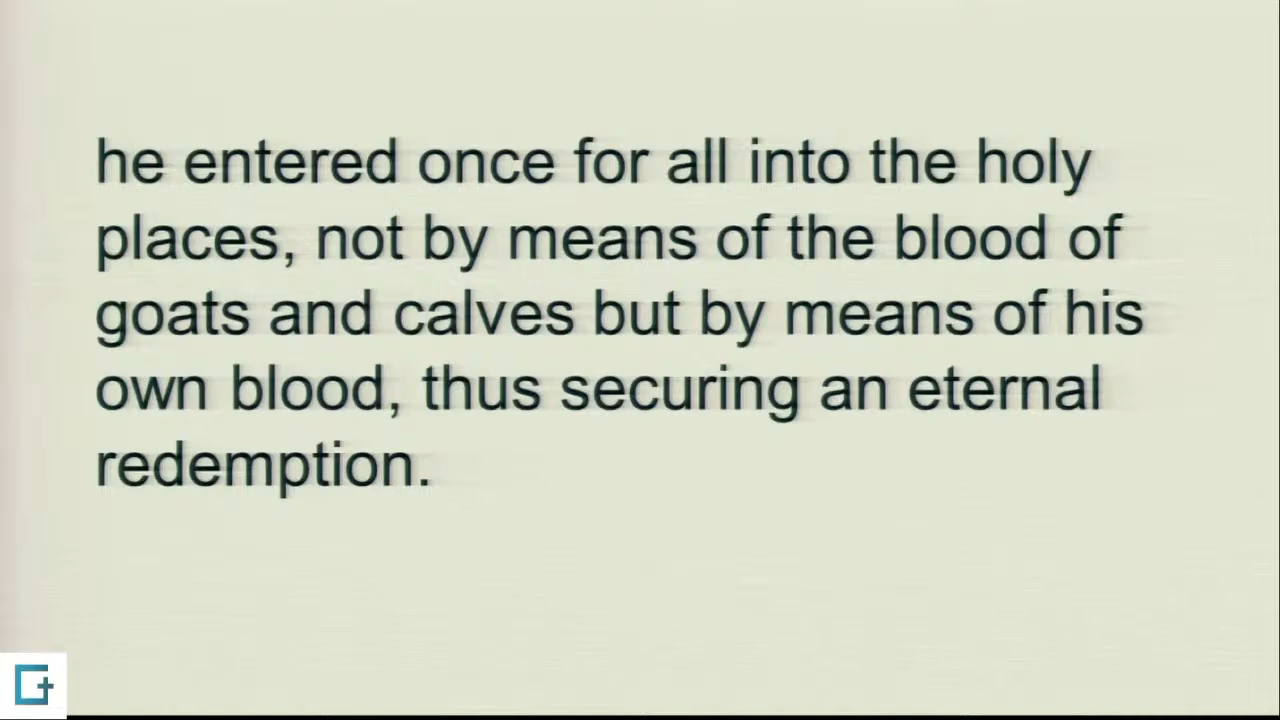 he entered once for all into the holy
places, not by means of the blood of
goats and calves but by means of his
own blood, thus securing an eternal
redemption.